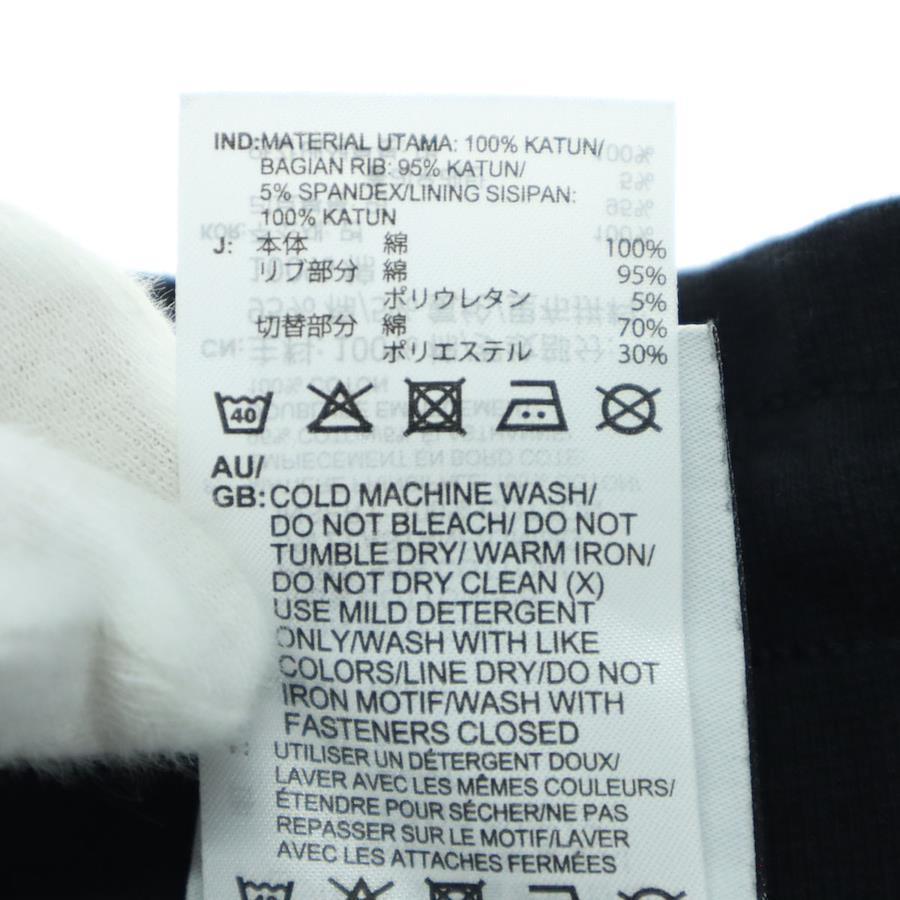 IND:MATERIAL UTAMA: 100% KATUN/
BAGIAN RIB: 95% KATUN/
5% SPANDEX/LINING SISIPAN:
100% KATUN
J: 本体 綿 100%
リブ部分 綿 95%
ポリウレタン 5%
切替部分 綿 70%
ポリエステル 30%
40
AU/
GB: COLD MACHINE WASH/
DO NOT BLEACH/ DO NOT
TUMBLE DRY/ WARM IRON/
DO NOT DRY CLEAN (X)
USE MILD DETERGENT
ONLY/WASH WITH LIKE
COLORS/LINE DRY/DO NOT
IRON MOTIF/WASH WITH
FASTENERS CLOSED
UTILISER UN DÉTERGENT DOUX/
LAVER AVEC LES MÊMES COULEURS/
ÉTENDRE POUR SÉCHER/NE PAS
REPASSER SUR LE MOTIF/LAVER
AVEC LES ATTACHES FERMÉES
40